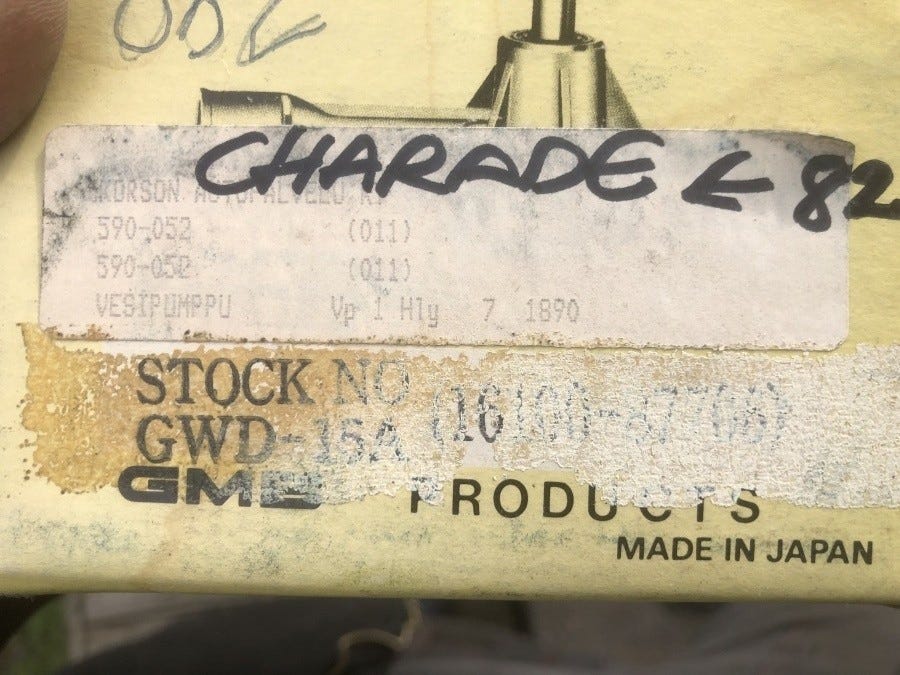 CHARADE ← 82
590-052 (011)
590-052 (011)
VESIPUMPPU Vp 1 Hly 7 1890
STOCK NO
GWD-15A
GMB PRODUCTS
MADE IN JAPAN